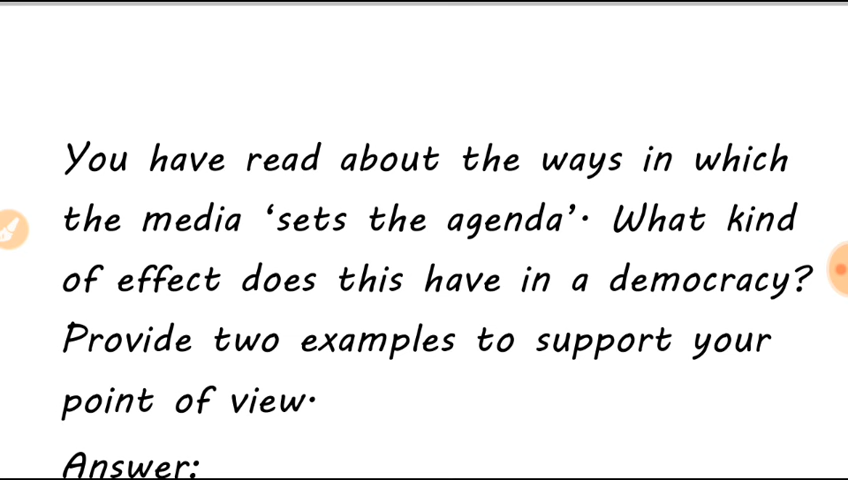 You have read about the ways in which
the media ‘sets the agenda’. What kind
of effect does this have in a democracy?
Provide two examples to support your
point of view.
Answer: